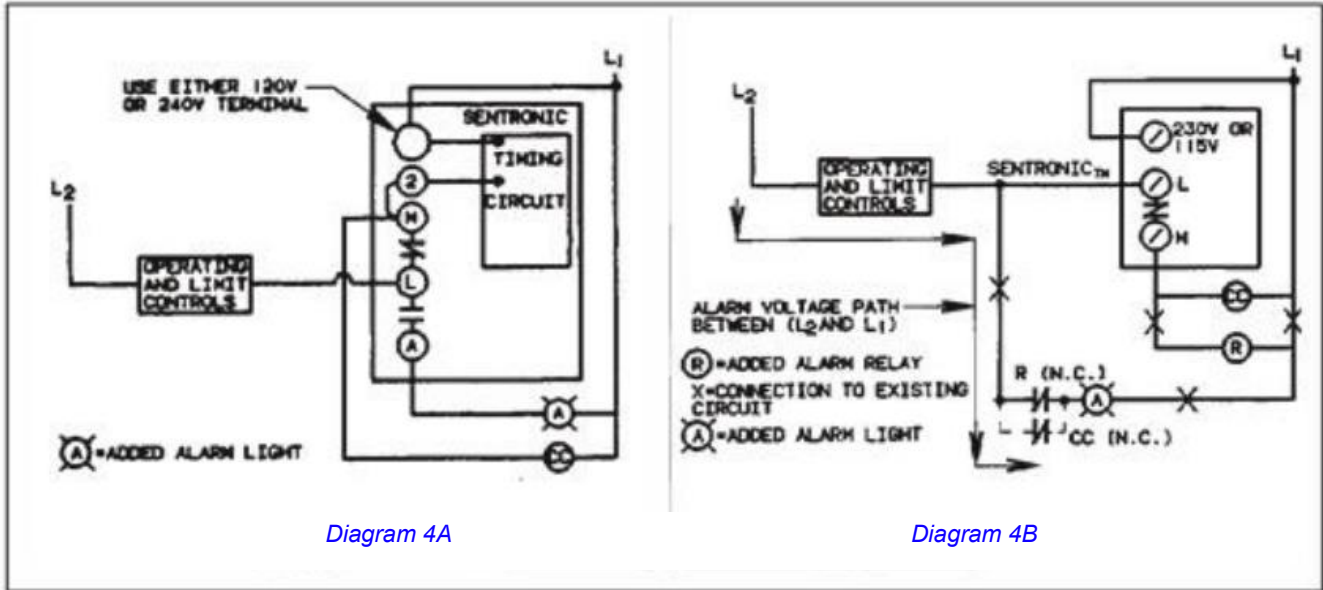 USE EITHER 120V
OR 240V TERMINAL
L1
SENTRONIC
TIMING
CIRCUIT
2
M
L
A
L2
OPERATING
AND LIMIT
CONTROLS
A
CC
A =ADDED ALARM LIGHT
Diagram 4A
L1
L2
230V OR
115V
OPERATING
AND LIMIT
CONTROLS
SENTRONIC TM
L
M
ALARM VOLTAGE PATH
BETWEEN (L2 AND L1)
CC
R
R =ADDED ALARM RELAY
X=CONNECTION TO EXISTING
CIRCUIT
A =ADDED ALARM LIGHT
R (N.C.)
A
CC (N.C.)
Diagram 4B